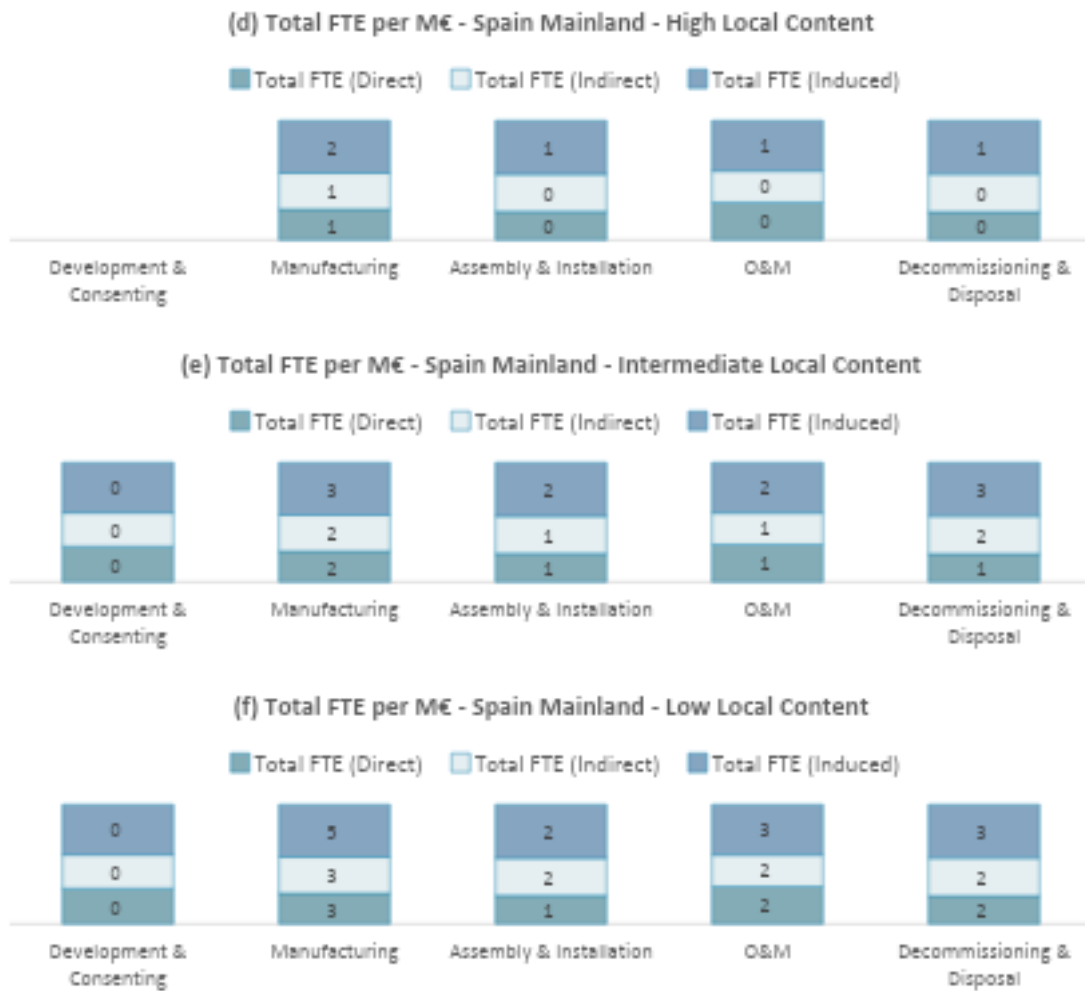 (d) Total FTE per M€ - Spain Mainland - High Local Content
Total FTE (Direct) Total FTE (Indirect) Total FTE (Induced)
2 1 1 1
1 0 0 0
1 0 0 0
Development & Manufacturing Assembly & Installation O&M Decommissioning &
Consenting Disposal
(e) Total FTE per M€ - Spain Mainland - Intermediate Local Content
Total FTE (Direct) Total FTE (Indirect) Total FTE (Induced)
0 3 2 2 3
0 2 1 1 2
0 2 1 1 1
Development & Manufacturing Assembly & Installation O&M Decommissioning &
Consenting Disposal
(f) Total FTE per M€ - Spain Mainland - Low Local Content
Total FTE (Direct) Total FTE (Indirect) Total FTE (Induced)
0 5 2 3 3
0 3 2 2 2
0 3 1 2 2
Development & Manufacturing Assembly & Installation O&M Decommissioning &
Consenting Disposal